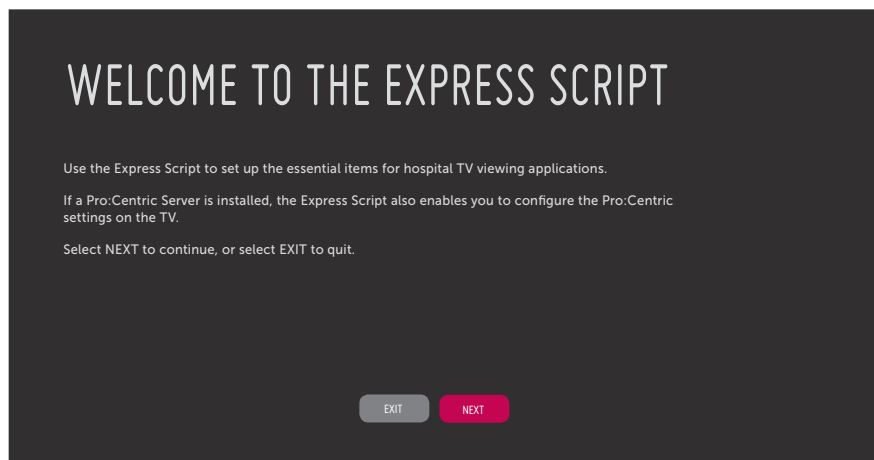 WELCOME TO THE EXPRESS SCRIPT
Use the Express Script to set up the essential items for hospital TV viewing applications.
If a Pro:Centric Server is installed, the Express Script also enables you to configure the Pro:Centric
settings on the TV.
Select NEXT to continue, or select EXIT to quit.
EXIT NEXT